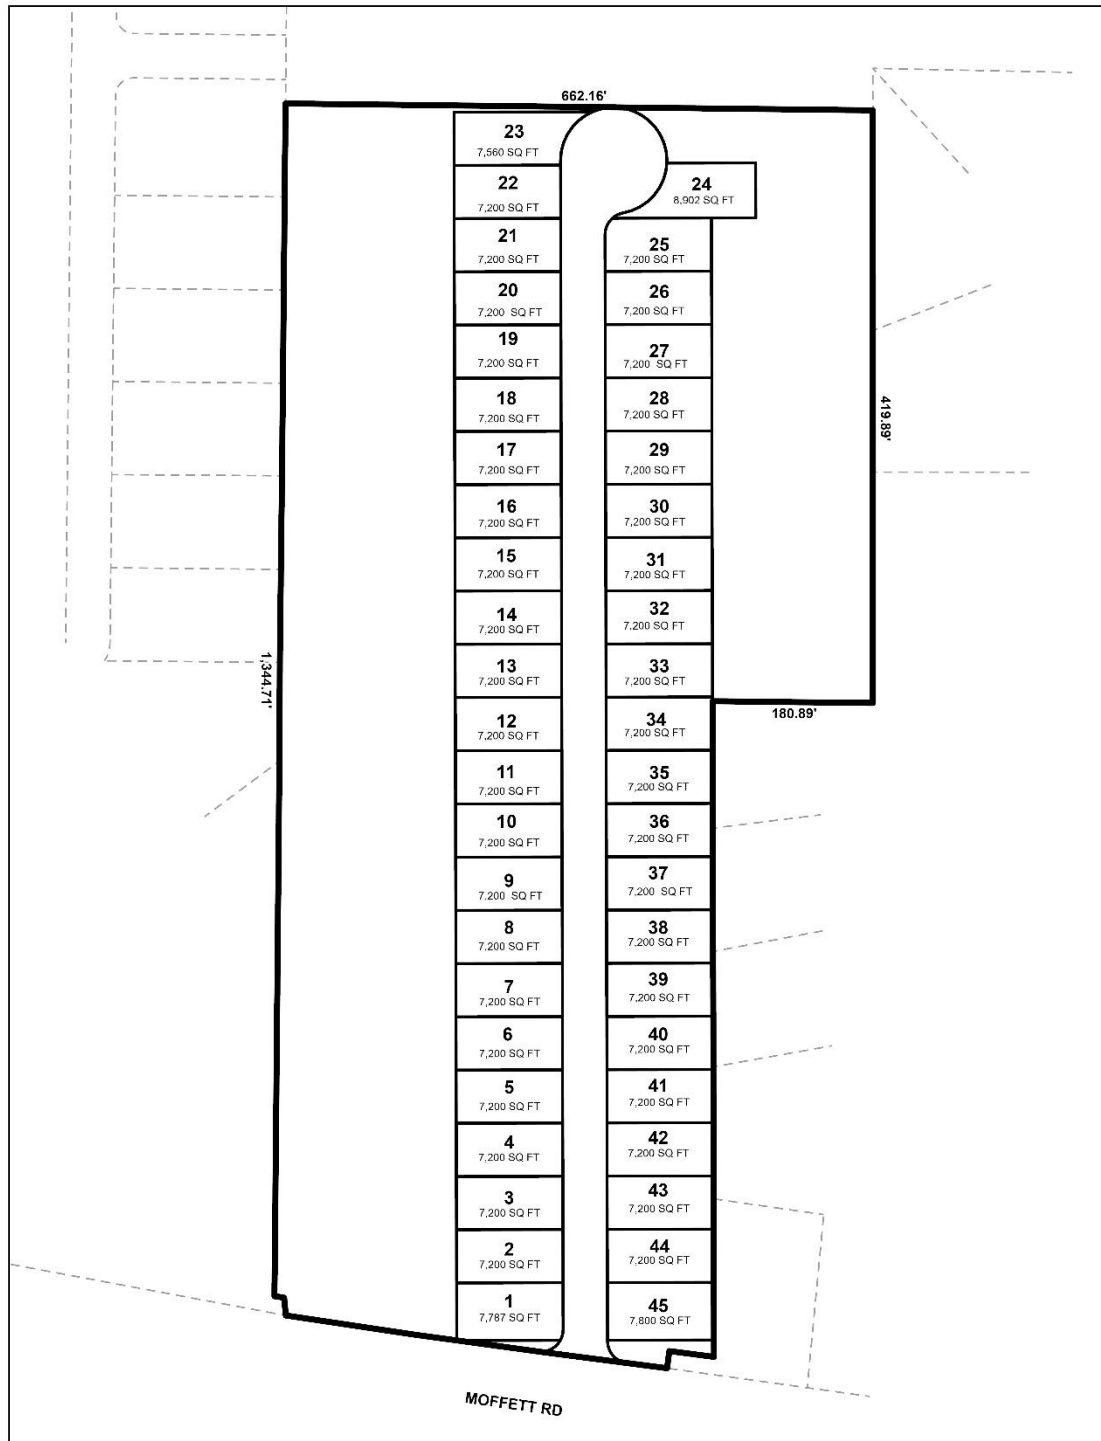 662.16'
23
7,560 SQ FT
22
7,200 SQ FT
24
8,902 SQ FT
21
7,200 SQ FT
25
7,200 SQ FT
20
7,200 SQ FT
26
7,200 SQ FT
19
7,200 SQ FT
27
7,200 SQ FT
18
7,200 SQ FT
28
7,200 SQ FT
419.89'
17
7,200 SQ FT
29
7,200 SQ FT
16
7,200 SQ FT
30
7,200 SQ FT
15
7,200 SQ FT
31
7,200 SQ FT
14
7,200 SQ FT
32
7,200 SQ FT
1,344.71'
13
7,200 SQ FT
33
7,200 SQ FT
180.89'
12
7,200 SQ FT
34
7,200 SQ FT
11
7,200 SQ FT
35
7,200 SQ FT
10
7,200 SQ FT
36
7,200 SQ FT
9
7,200 SQ FT
37
7,200 SQ FT
8
7,200 SQ FT
38
7,200 SQ FT
7
7,200 SQ FT
39
7,200 SQ FT
6
7,200 SQ FT
40
7,200 SQ FT
5
7,200 SQ FT
41
7,200 SQ FT
4
7,200 SQ FT
42
7,200 SQ FT
3
7,200 SQ FT
43
7,200 SQ FT
2
7,200 SQ FT
44
7,200 SQ FT
1
7,787 SQ FT
45
7,800 SQ FT
MOFFETT RD